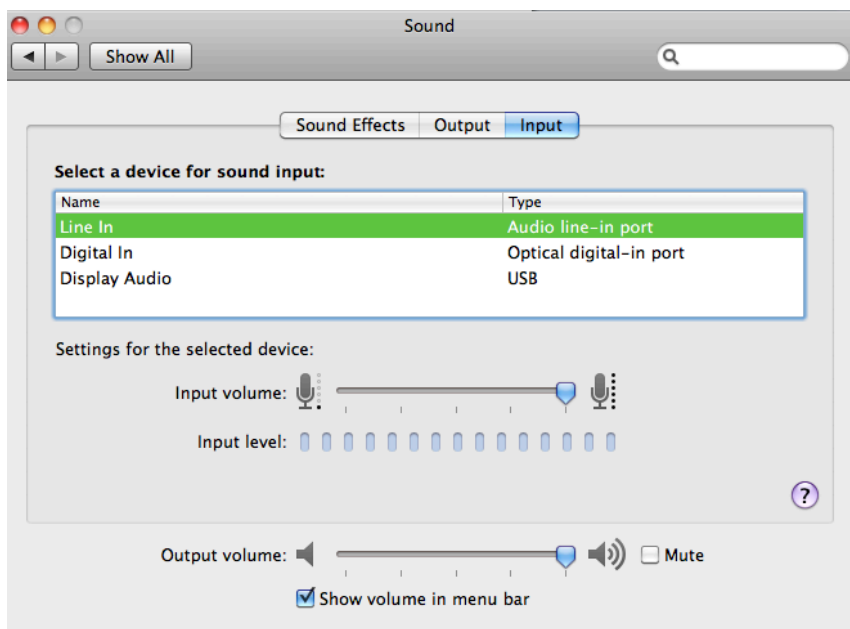 Sound
Show All
Sound Effects Output Input
Select a device for sound input:
Name Type
Line In Audio line-in port
Digital In Optical digital-in port
Display Audio USB
Settings for the selected device:
Input volume:
Input level:
?
Output volume: Mute
Show volume in menu bar